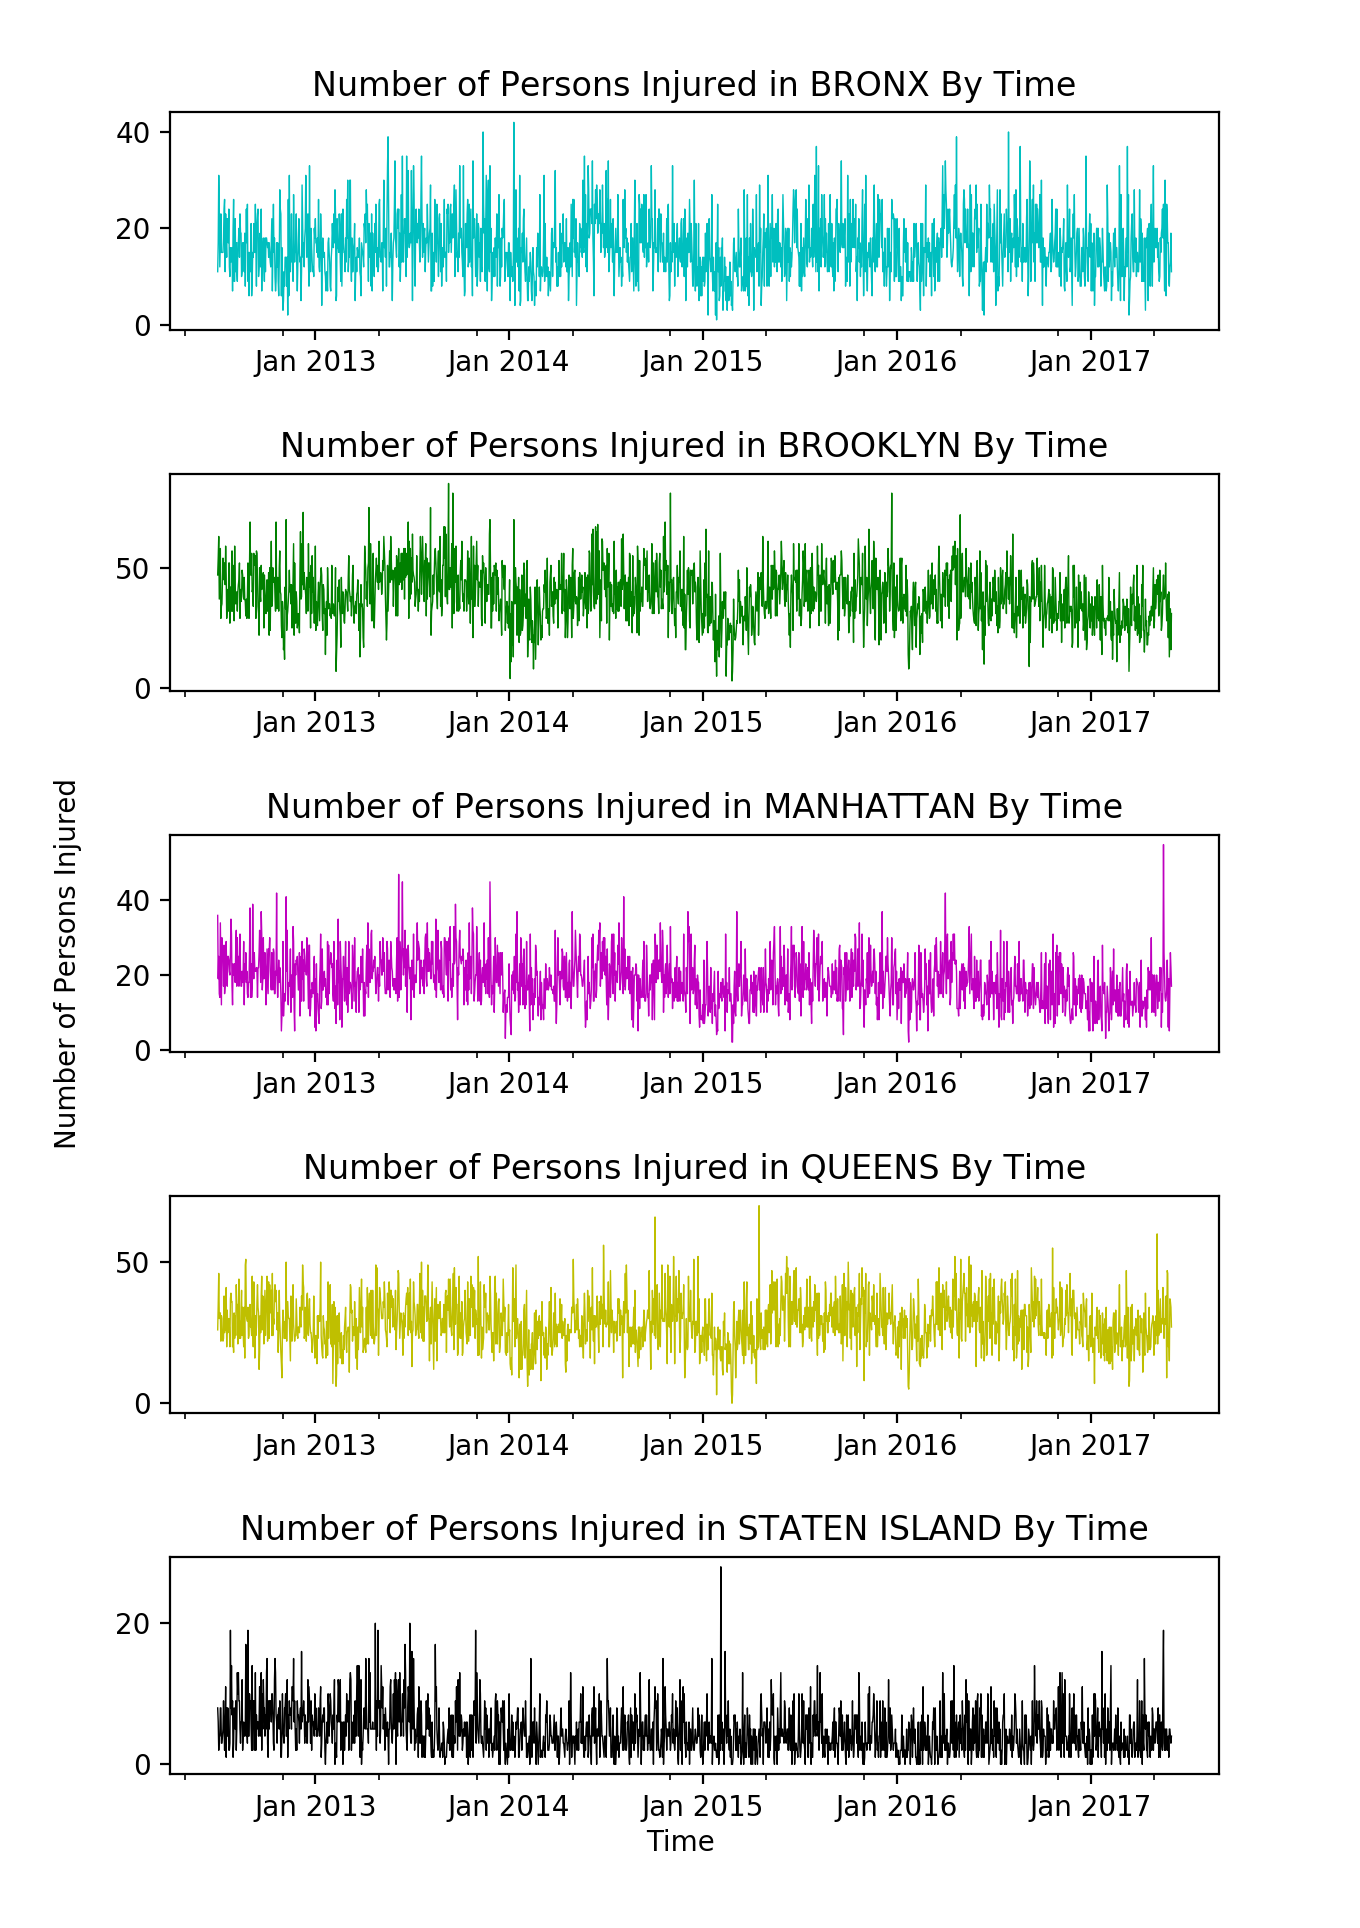 Number of Persons Injured in BRONX By Time
40
20
0
Jan 2013 Jan 2014 Jan 2015 Jan 2016 Jan 2017
Number of Persons Injured in BROOKLYN By Time
50
0
Jan 2013 Jan 2014 Jan 2015 Jan 2016 Jan 2017
Number of Persons Injured
Number of Persons Injured in MANHATTAN By Time
40
20
0
Jan 2013 Jan 2014 Jan 2015 Jan 2016 Jan 2017
Number of Persons Injured in QUEENS By Time
50
0
Jan 2013 Jan 2014 Jan 2015 Jan 2016 Jan 2017
Number of Persons Injured in STATEN ISLAND By Time
20
0
Jan 2013 Jan 2014 Jan 2015 Jan 2016 Jan 2017
Time